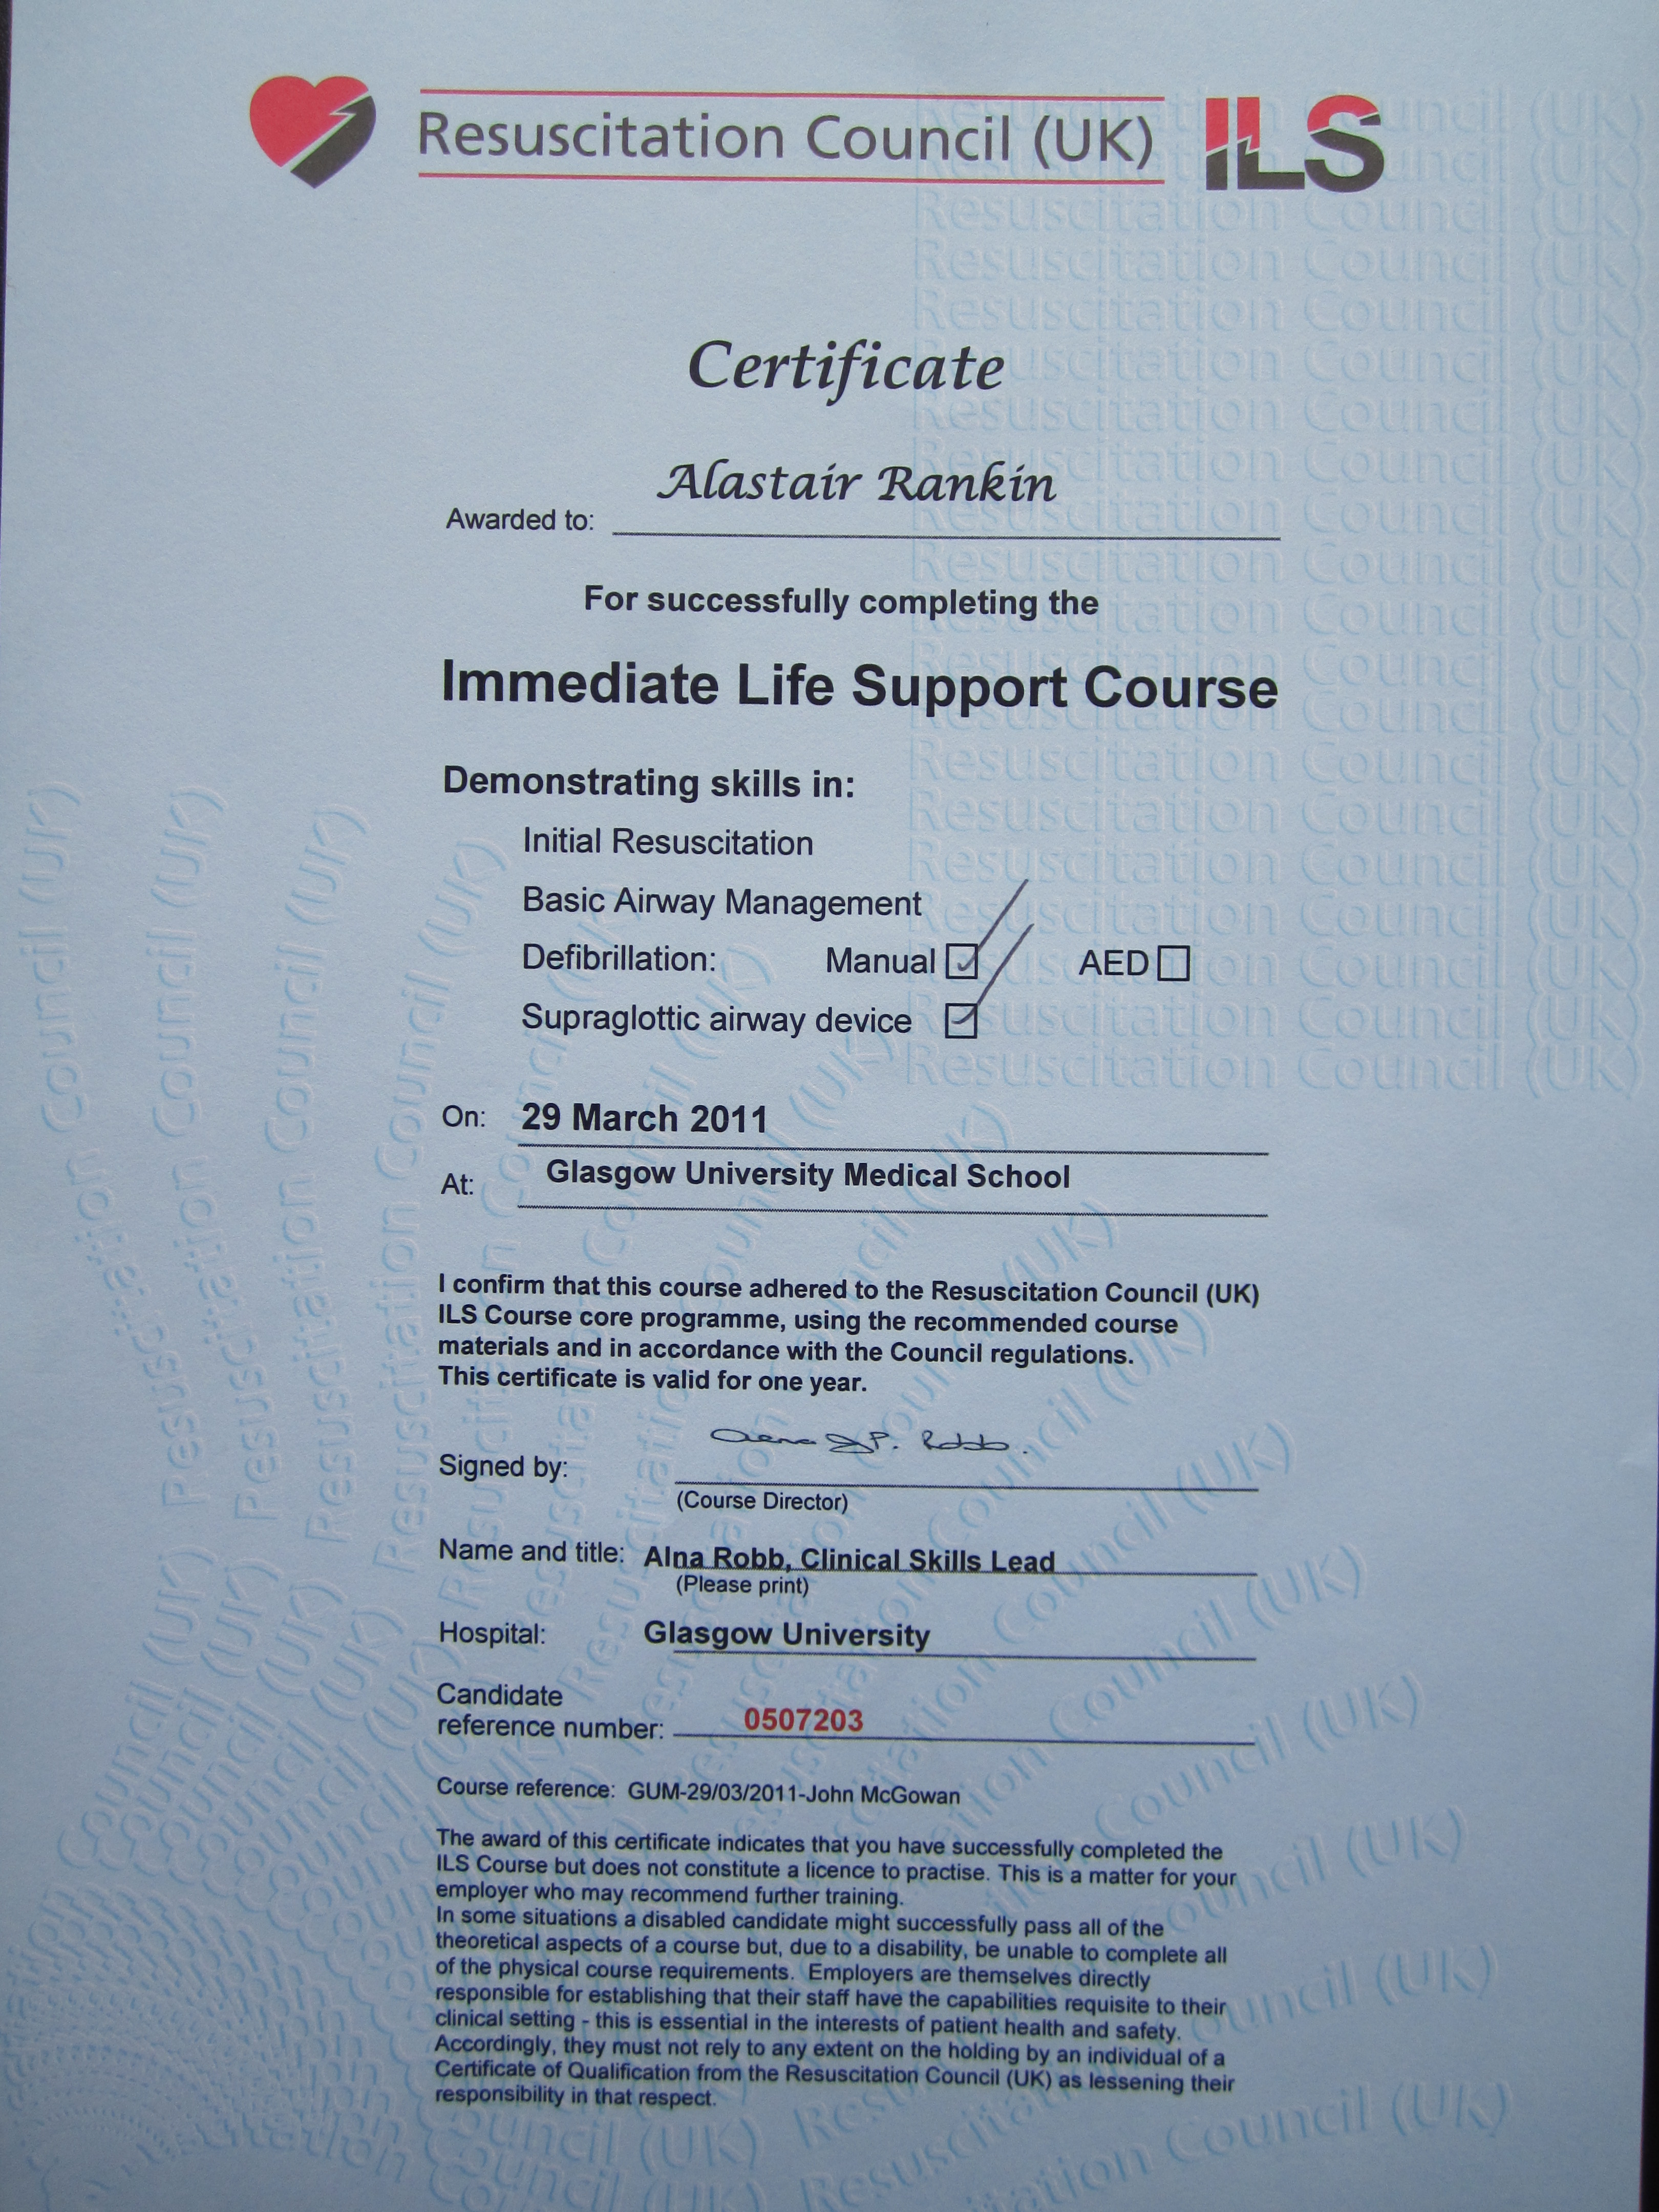 Resuscitation Council (UK) ILS
Certificate
Alastair Rankin
Awarded to:
For successfully completing the
Immediate Life Support Course
Demonstrating skills in:
Initial Resuscitation
Basic Airway Management
Defibrillation: Manual AED
Supraglottic airway device
On: 29 March 2011
At: Glasgow University Medical School
I confirm that this course adhered to the Resuscitation Council (UK)
ILS Course core programme, using the recommended course
materials and in accordance with the Council regulations.
This certificate is valid for one year.
Signed by: P. Robb.
(Course Director)
Name and title: Alna Robb, Clinical Skills Lead
(Please print)
Hospital: Glasgow University
Candidate
reference number: 0507203
Course reference: GUM-29/03/2011-John McGowan
The award of this certificate indicates that you have successfully completed the
ILS Course but does not constitute a licence to practise. This is a matter for your
employer who may recommend further training.
In some situations a disabled candidate might successfully pass all of the
theoretical aspects of a course but, due to a disability, be unable to complete all
of the physical course requirements. Employers are themselves directly
responsible for establishing that their staff have the capabilities requisite to their
clinical setting - this is essential in the interests of patient health and safety.
Accordingly, they must not rely to any extent on the holding by an individual of a
Certificate of Qualification from the Resuscitation Council (UK) as lessening their
responsibility in that respect.